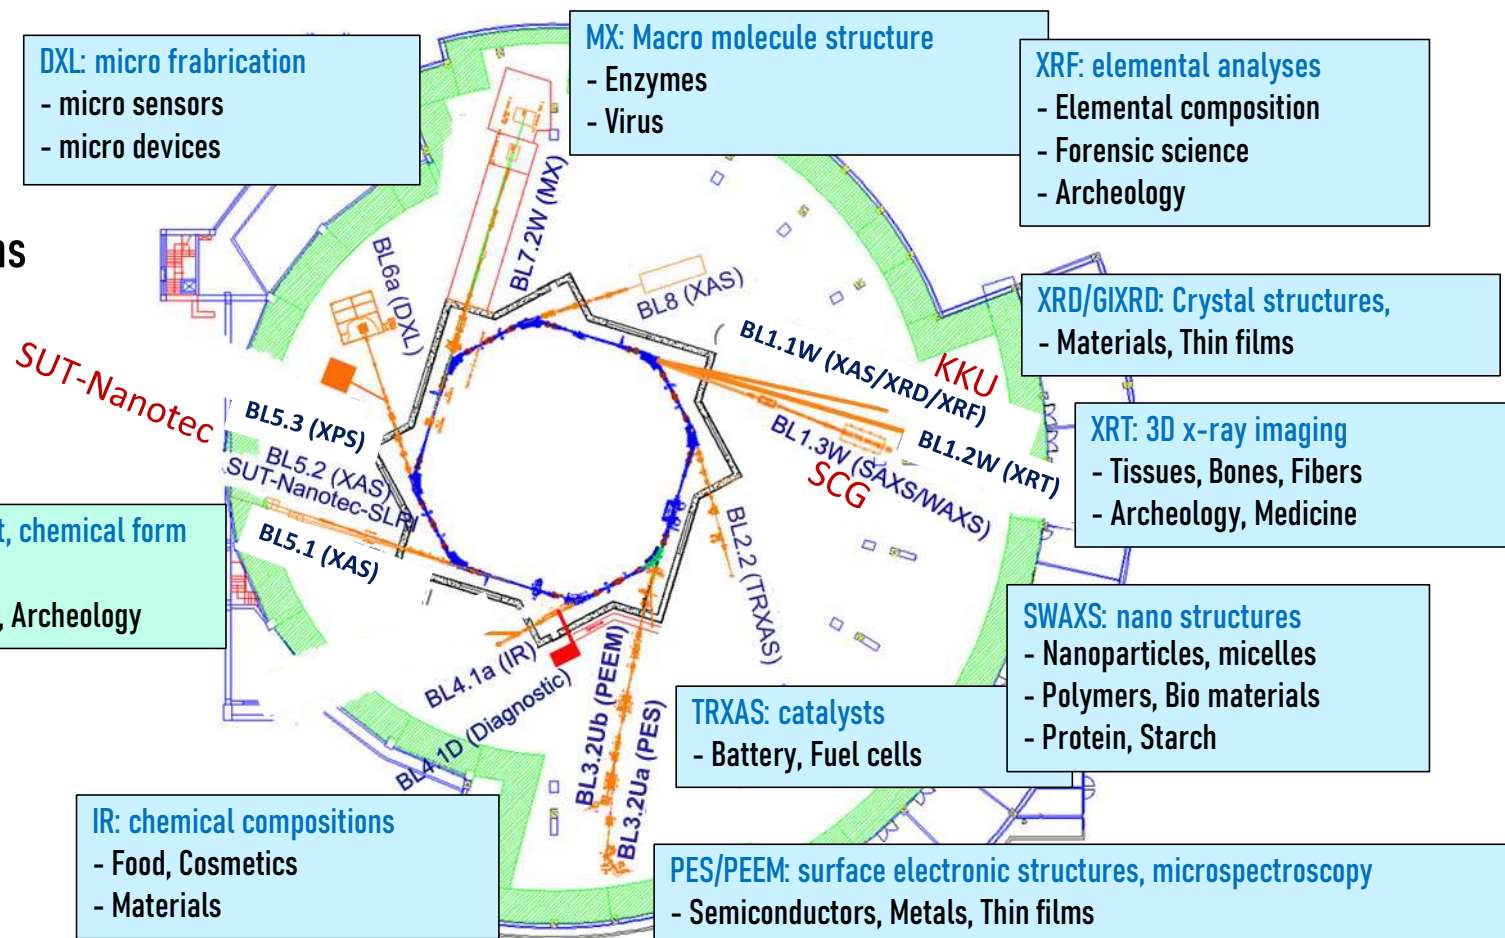 DXL: micro frabrication
- micro sensors
- micro devices
MX: Macro molecule structure
- Enzymes
- Virus
XRF: elemental analyses
- Elemental composition
- Forensic science
- Archeology
XRD/GIXRD: Crystal structures,
- Materials, Thin films
XRT: 3D x-ray imaging
- Tissues, Bones, Fibers
- Archeology, Medicine
SWAXS: nano structures
- Nanoparticles, micelles
- Polymers, Bio materials
- Protein, Starch
TRXAS: catalysts
- Battery, Fuel cells
PES/PEEM: surface electronic structures, microspectroscopy
- Semiconductors, Metals, Thin films
IR: chemical compositions
- Food, Cosmetics
- Materials
t, chemical form
, Archeology
ns
SUT-Nanotec
BL6a (DXL)
BL7.2W (MX)
BL8 (XAS)
BL1.1W (XAS/XRD/XRF)
KKU
BL1.2W (XRT)
BL1.3W (SAXS/WAXS)
SCG
BL2.2 (TRXAS)
BL5.3 (XPS)
BL5.2 (XAS)
SUT-Nanotec-SLRI
BL5.1 (XAS)
BL4.1a (IR)
BL4.1D (Diagnostic)
BL3.2Ub (PEEM)
BL3.2Ua (PES)